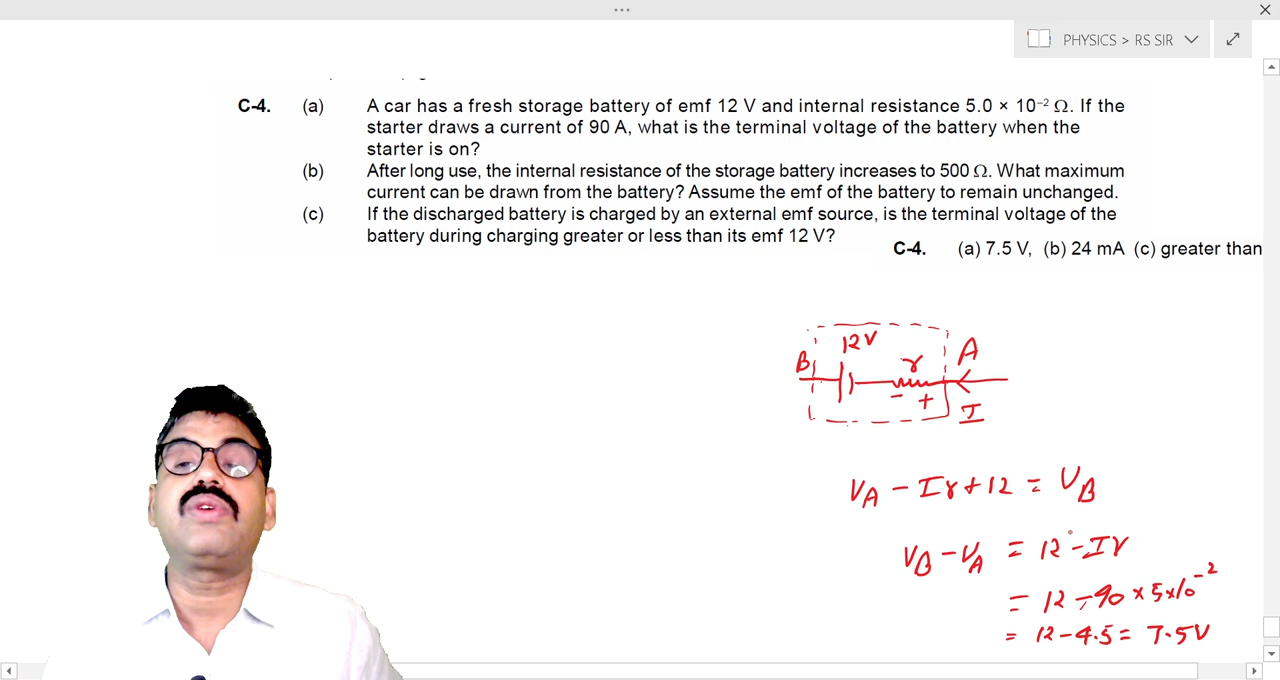 PHYSICS > RS SIR
C-4. (a) A car has a fresh storage battery of emf 12 V and internal resistance 5.0 × 10⁻² Ω. If the
starter draws a current of 90 A, what is the terminal voltage of the battery when the
starter is on?
(b) After long use, the internal resistance of the storage battery increases to 500 Ω. What maximum
current can be drawn from the battery? Assume the emf of the battery to remain unchanged.
(c) If the discharged battery is charged by an external emf source, is the terminal voltage of the
battery during charging greater or less than its emf 12 V?
C-4. (a) 7.5 V, (b) 24 mA (c) greater than
12V
B
r
A
- +
I
V_A - Ir + 12 = V_B
V_B - V_A = 12 - Ir
= 12 - 90 × 5 × 10⁻²
= 12 - 4.5 = 7.5V